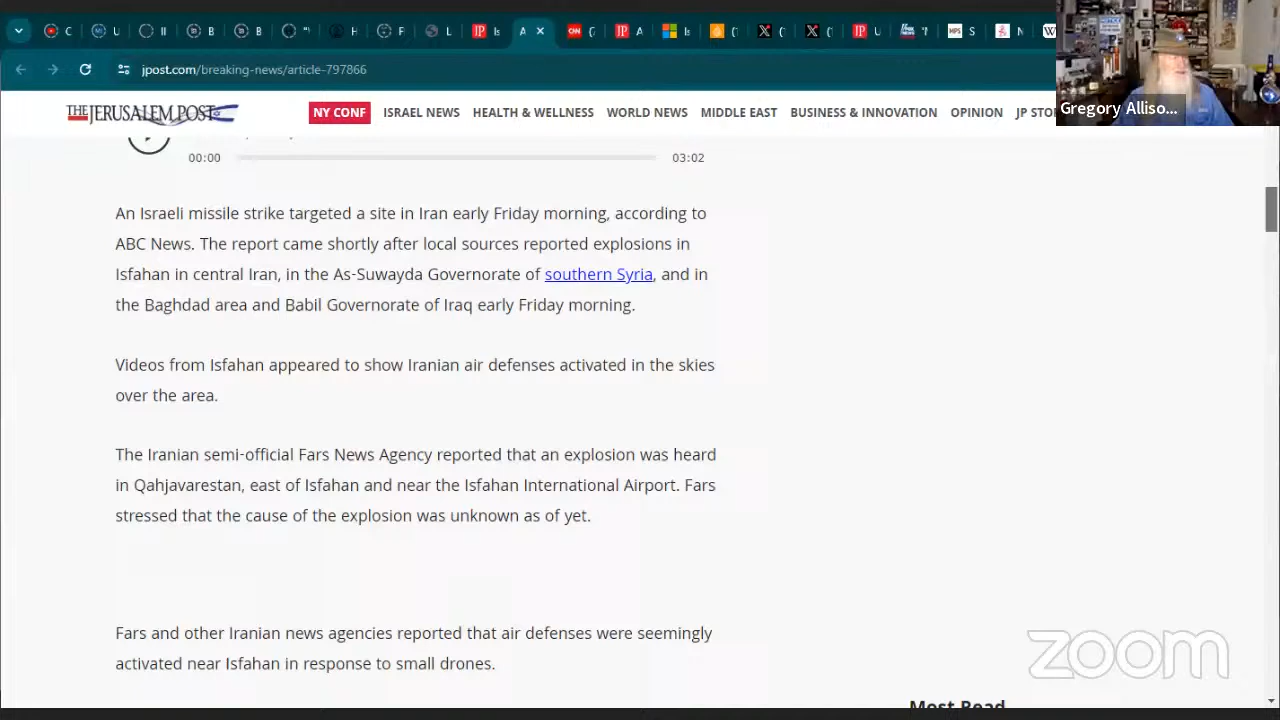 jpost.com/breaking-news/article-797866
THE JERUSALEM POST
NY CONF ISRAEL NEWS HEALTH & WELLNESS WORLD NEWS MIDDLE EAST BUSINESS & INNOVATION OPINION JP STO
Gregory Alliso...
00:00 03:02
An Israeli missile strike targeted a site in Iran early Friday morning, according to
ABC News. The report came shortly after local sources reported explosions in
Isfahan in central Iran, in the As-Suwayda Governorate of southern Syria, and in
the Baghdad area and Babil Governorate of Iraq early Friday morning.
Videos from Isfahan appeared to show Iranian air defenses activated in the skies
over the area.
The Iranian semi-official Fars News Agency reported that an explosion was heard
in Qahjavarestan, east of Isfahan and near the Isfahan International Airport. Fars
stressed that the cause of the explosion was unknown as of yet.
Fars and other Iranian news agencies reported that air defenses were seemingly
activated near Isfahan in response to small drones.
zoom
Most Read